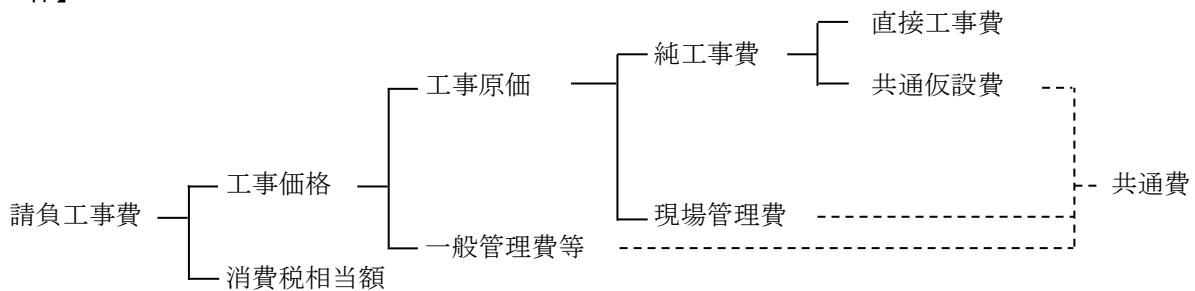 直接工事費
純工事費
工事原価
共通仮設費
工事価格
共通費
請負工事費
現場管理費
一般管理費等
消費税相当額